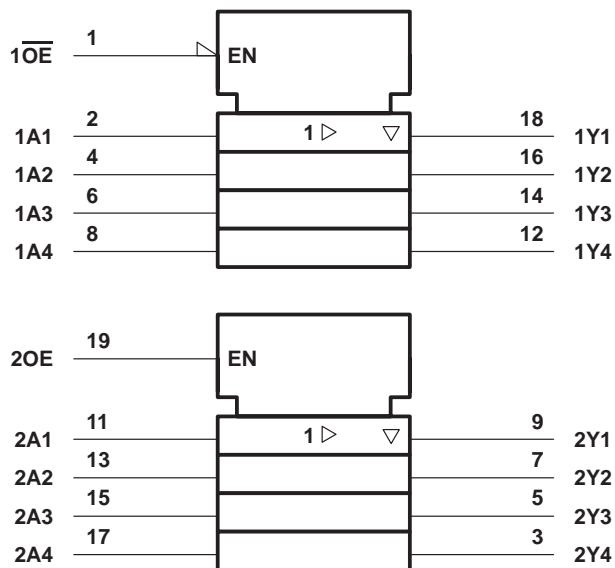 1
1O̅E̅ EN
2 1 ▷ ▽ 18
1A1 1Y1
4 16
1A2 1Y2
6 14
1A3 1Y3
8 12
1A4 1Y4
19
2OE EN
11 1 ▷ ▽ 9
2A1 2Y1
13 7
2A2 2Y2
15 5
2A3 2Y3
17 3
2A4 2Y4